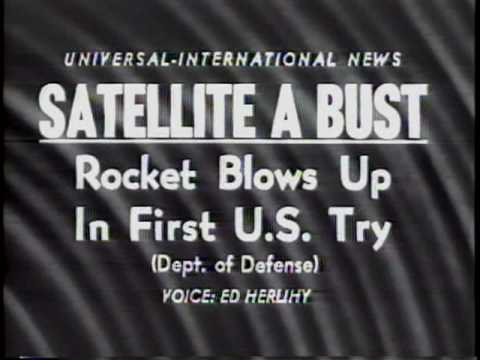 UNIVERSAL-INTERNATIONAL NEWS
SATELLITE A BUST
Rocket Blows Up
In First U.S. Try
(Dept. of Defense)
VOICE: ED HERLIHY